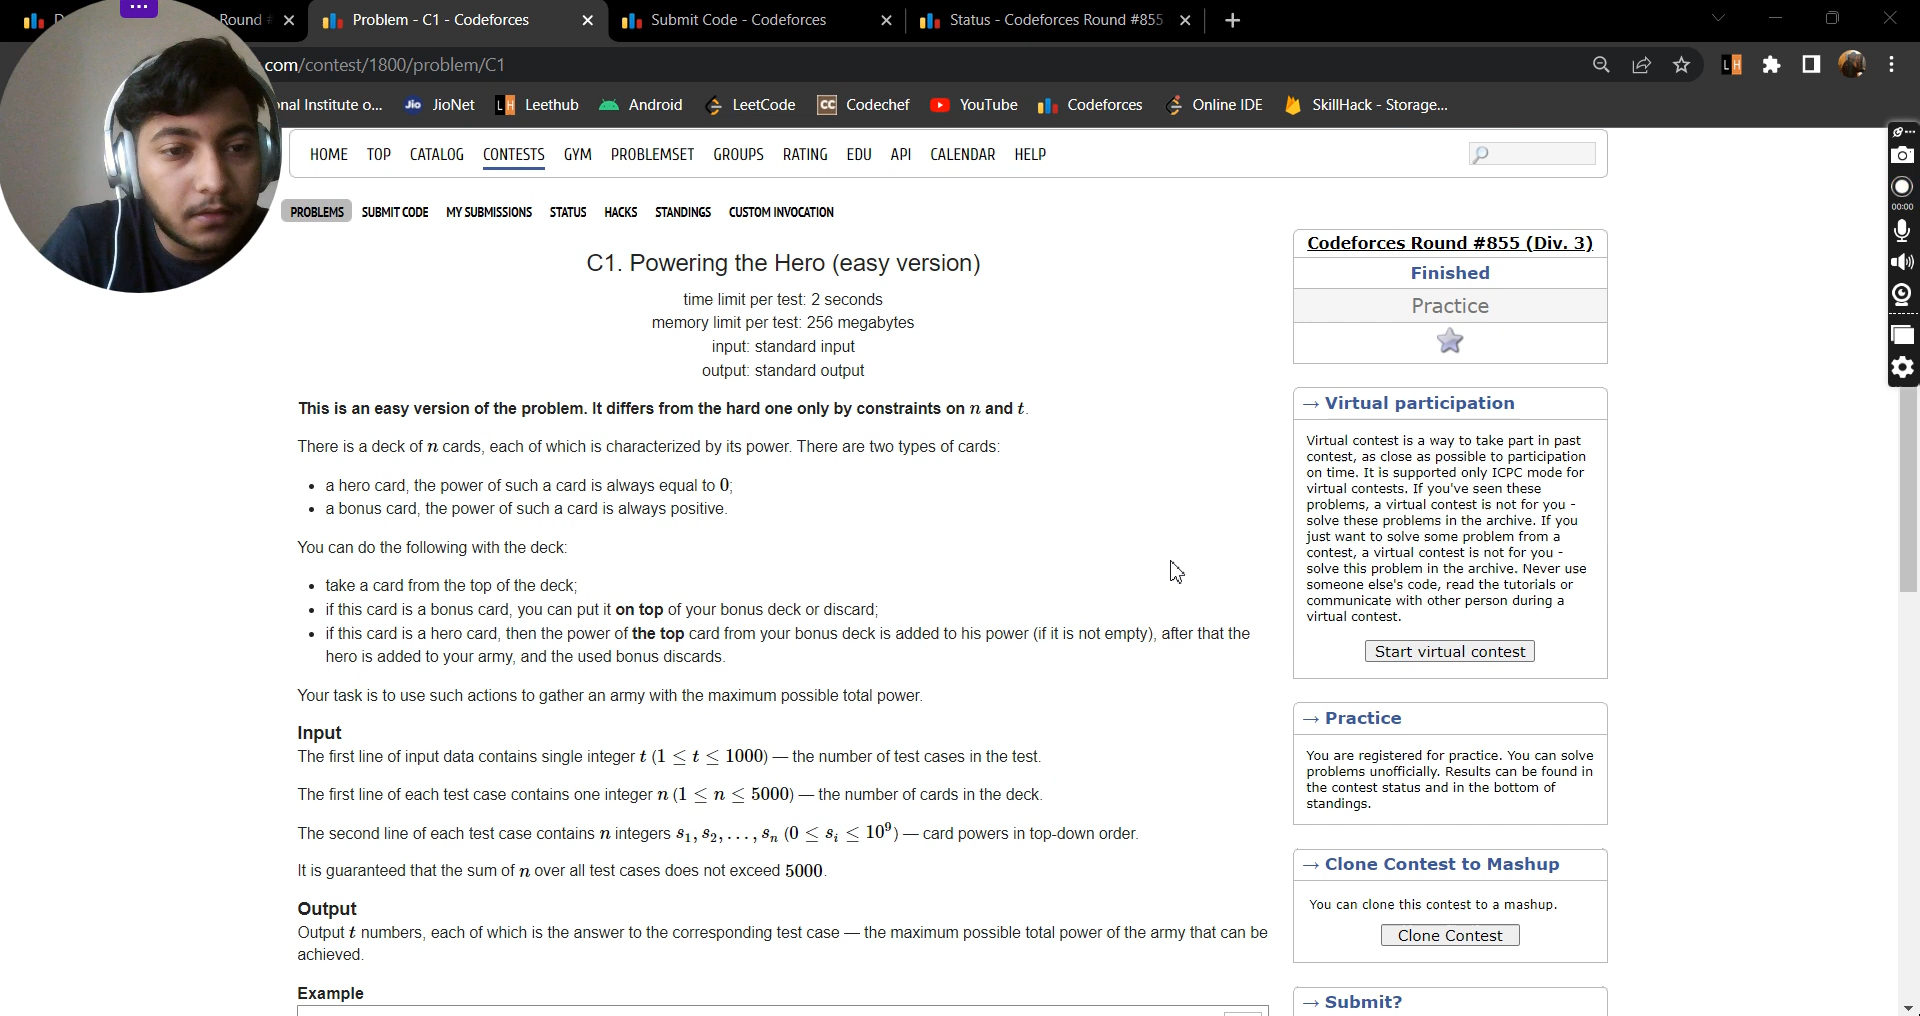 Round #
Problem - C1 - Codeforces
Submit Code - Codeforces
Status - Codeforces Round #855
com/contest/1800/problem/C1
nal Institute o...
Jio
JioNet
LH
Leethub
Android
LeetCode
CC
Codechef
YouTube
Codeforces
Online IDE
SkillHack - Storage...
LH
00:00
HOME TOP CATALOG CONTESTS GYM PROBLEMSET GROUPS RATING EDU API CALENDAR HELP
PROBLEMS SUBMIT CODE MY SUBMISSIONS STATUS HACKS STANDINGS CUSTOM INVOCATION
C1. Powering the Hero (easy version)
time limit per test: 2 seconds
memory limit per test: 256 megabytes
input: standard input
output: standard output
This is an easy version of the problem. It differs from the hard one only by constraints on n and t.
There is a deck of n cards, each of which is characterized by its power. There are two types of cards:
• a hero card, the power of such a card is always equal to 0;
• a bonus card, the power of such a card is always positive.
You can do the following with the deck:
• take a card from the top of the deck;
• if this card is a bonus card, you can put it on top of your bonus deck or discard;
• if this card is a hero card, then the power of the top card from your bonus deck is added to his power (if it is not empty), after that the
hero is added to your army, and the used bonus discards.
Your task is to use such actions to gather an army with the maximum possible total power.
Input
The first line of input data contains single integer t (1 ≤ t ≤ 1000) — the number of test cases in the test.
The first line of each test case contains one integer n (1 ≤ n ≤ 5000) — the number of cards in the deck.
The second line of each test case contains n integers s₁, s₂, . . . , sₙ (0 ≤ sᵢ ≤ 10⁹) — card powers in top-down order.
It is guaranteed that the sum of n over all test cases does not exceed 5000.
Output
Output t numbers, each of which is the answer to the corresponding test case — the maximum possible total power of the army that can be
achieved.
Example
Codeforces Round #855 (Div. 3)
Finished
Practice
→ Virtual participation
Virtual contest is a way to take part in past
contest, as close as possible to participation
on time. It is supported only ICPC mode for
virtual contests. If you've seen these
problems, a virtual contest is not for you -
solve these problems in the archive. If you
just want to solve some problem from a
contest, a virtual contest is not for you -
solve this problem in the archive. Never use
someone else's code, read the tutorials or
communicate with other person during a
virtual contest.
Start virtual contest
→ Practice
You are registered for practice. You can solve
problems unofficially. Results can be found in
the contest status and in the bottom of
standings.
→ Clone Contest to Mashup
You can clone this contest to a mashup.
Clone Contest
→ Submit?